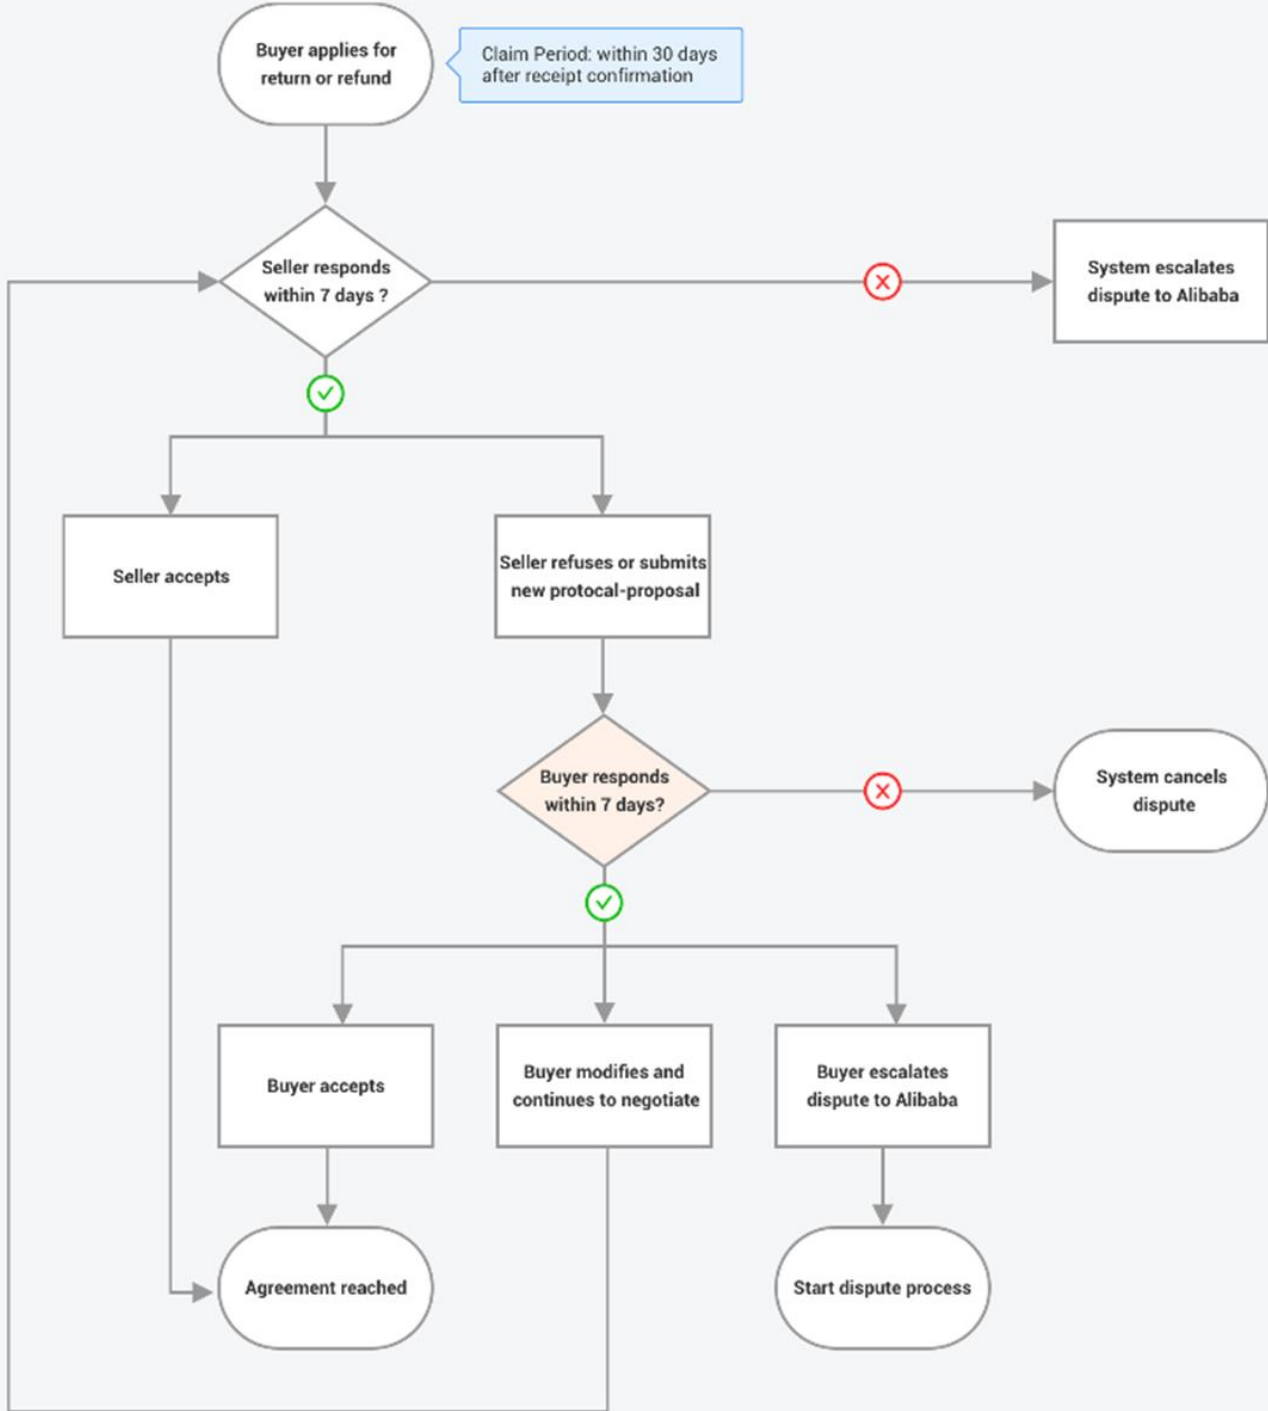 Buyer applies for
return or refund
Claim Period: within 30 days
after receipt confirmation
Seller responds
within 7 days ?
System escalates
dispute to Alibaba
Seller accepts
Seller refuses or submits
new protocal-proposal
Buyer responds
within 7 days?
System cancels
dispute
Buyer accepts
Buyer modifies and
continues to negotiate
Buyer escalates
dispute to Alibaba
Agreement reached
Start dispute process